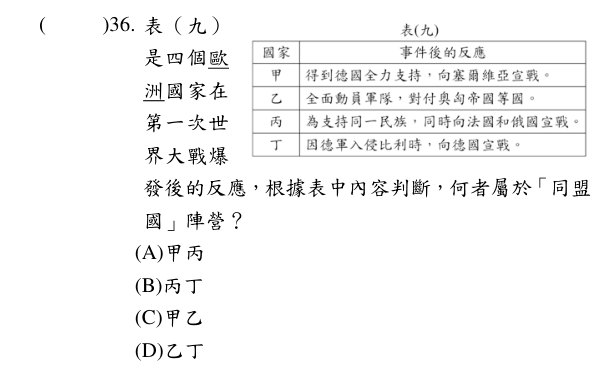 ( )36. 表（九）
是四個歐
洲國家在
第一次世
界大戰爆
表(九)
國家 事件後的反應
甲 得到德國全力支持，向塞爾維亞宣戰。
乙 全面動員軍隊，對付奧匈帝國等國。
丙 為支持同一民族，同時向法國和俄國宣戰。
丁 因德軍入侵比利時，向德國宣戰。
發後的反應，根據表中內容判斷，何者屬於「同盟
國」陣營？
(A)甲丙
(B)丙丁
(C)甲乙
(D)乙丁